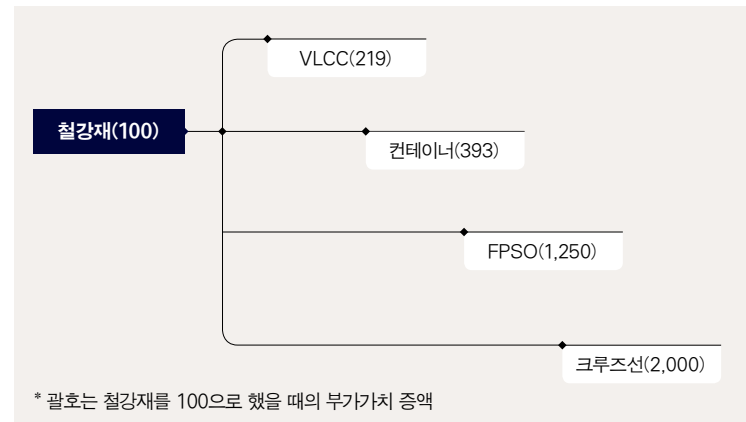 VLCC(219)
철강재(100)
컨테이너(393)
FPSO(1,250)
크루즈선(2,000)
* 괄호는 철강재를 100으로 했을 때의 부가가치 증액